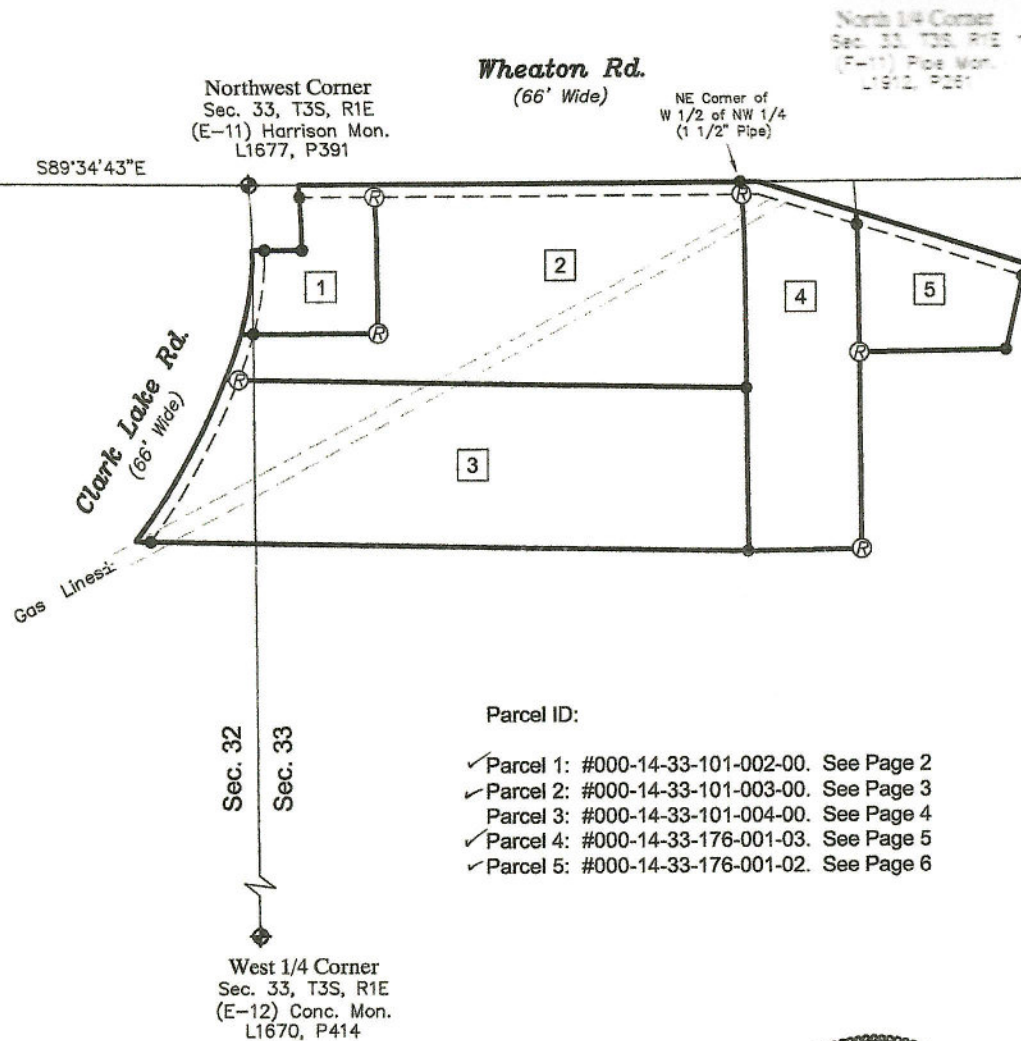 North 1/4 Corner
Sec. 33, T3S, R1E
(F-11) Pipe Mon.
L1912, P261
Wheaton Rd.
(66' Wide)
Northwest Corner
Sec. 33, T3S, R1E
(E-11) Harrison Mon.
L1677, P391
NE Corner of
W 1/2 of NW 1/4
(1 1/2" Pipe)
S89°34'43"E
R
R
1
2
4
5
R
R
R
Clark Lake Rd.
(66' Wide)
3
R
Gas Lines±
Sec. 32
Sec. 33
Parcel ID:
✓Parcel 1: #000-14-33-101-002-00. See Page 2
✓Parcel 2: #000-14-33-101-003-00. See Page 3
Parcel 3: #000-14-33-101-004-00. See Page 4
✓Parcel 4: #000-14-33-176-001-03. See Page 5
✓Parcel 5: #000-14-33-176-001-02. See Page 6
West 1/4 Corner
Sec. 33, T3S, R1E
(E-12) Conc. Mon.
L1670, P414